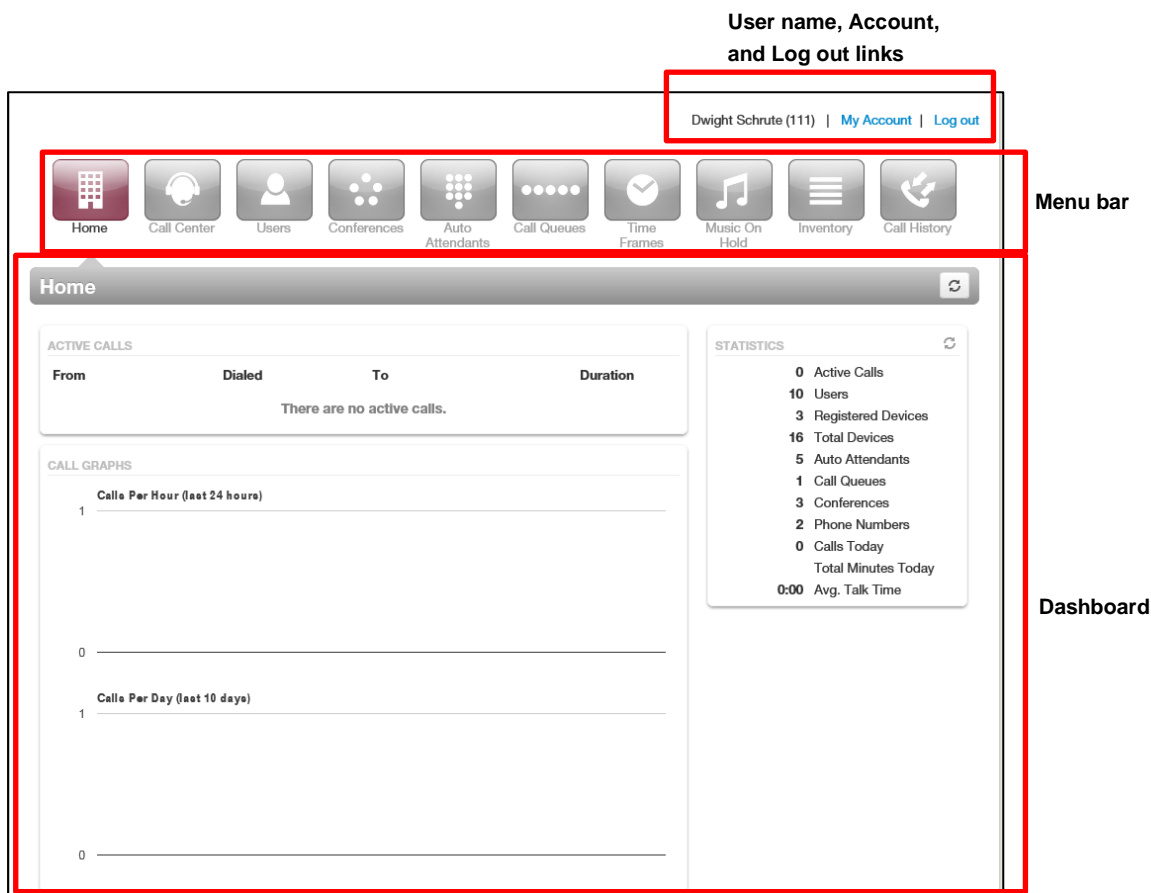 User name, Account,
and Log out links
Dwight Schrute (111) | My Account | Log out
Home
Call Center
Users
Conferences
Auto
Attendants
Call Queues
Time
Frames
Music On
Hold
Inventory
Call History
Menu bar
Home
ACTIVE CALLS
From Dialed To Duration
There are no active calls.
CALL GRAPHS
Calls Per Hour (last 24 hours)
1
0
Calls Per Day (last 10 days)
1
0
STATISTICS
0 Active Calls
10 Users
3 Registered Devices
16 Total Devices
5 Auto Attendants
1 Call Queues
3 Conferences
2 Phone Numbers
0 Calls Today
Total Minutes Today
0:00 Avg. Talk Time
Dashboard